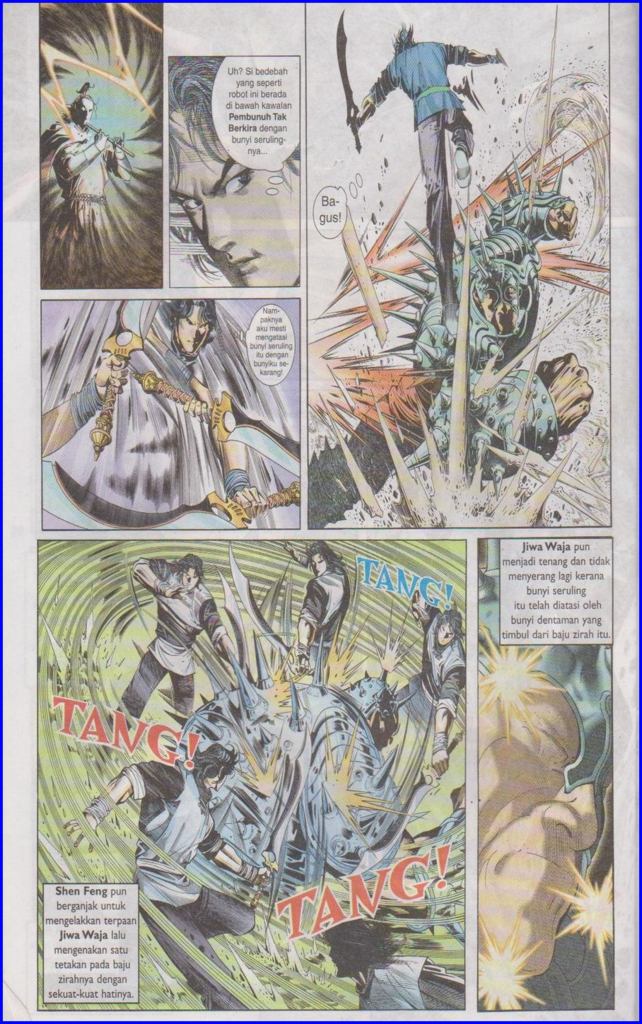 Uh? Si bedebah
yang seperti
robot ini berada
di bawah kawalan
Pembunuh Tak
Berkira dengan
bunyi seruling-
nya...
Ba-
gus!
Nam-
paknya
aku mesti
mengatasi
bunyi seruling
itu dengan
bunyiku se-
karang!
TANG!
TANG!
TANG!
Shen Feng pun
berganjak untuk
mengelakkan terpaan
Jiwa Waja lalu
mengenakan satu
tetakan pada baju
zirahnya dengan
sekuat-kuat hatinya.
Jiwa Waja pun
menjadi tenang dan tidak
menyerang lagi kerana
bunyi seruling
itu telah diatasi oleh
bunyi dentaman yang
timbul dari baju zirah itu.